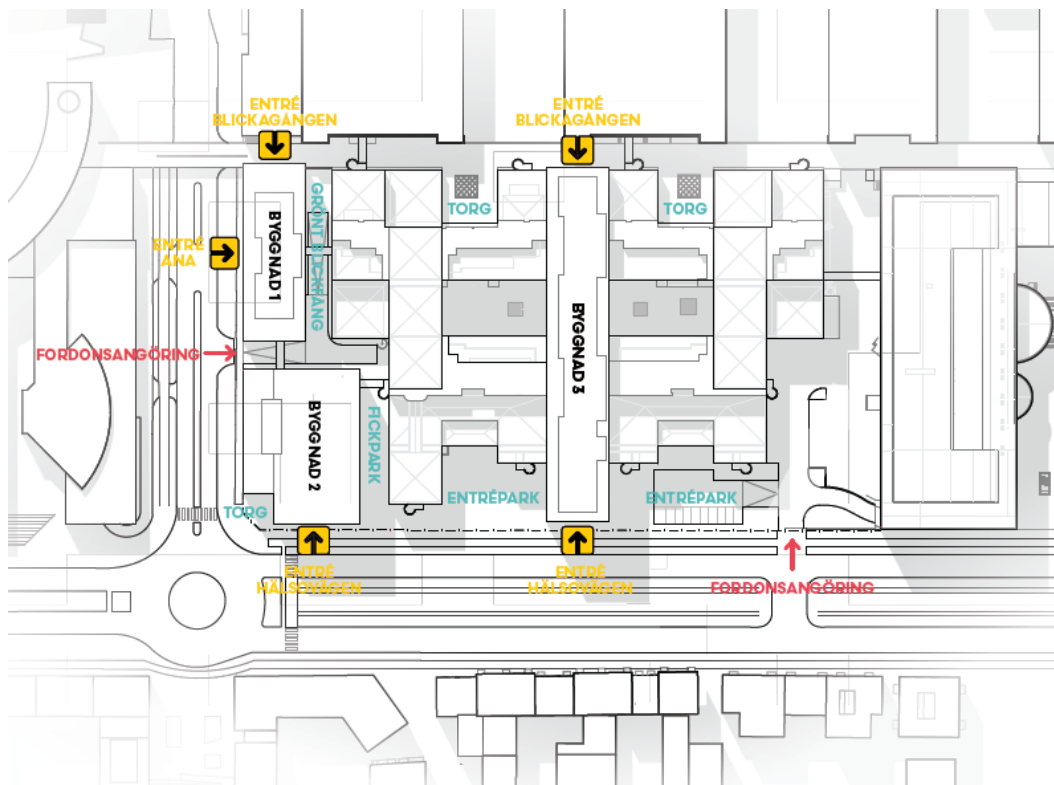 ENTRÉ
BLICKAGÅNGEN
ENTRÉ
BLICKAGÅNGEN
TORG
TORG
GRÖNT BLICKFÅNG
BYGGNAD 1
ENTRÉ
ANA
FORDONSANGÖRING
BYGGNAD 3
BYGGNAD 2
FICKPARK
ENTRÉPARK
ENTRÉPARK
TORG
ENTRÉ
HÄLSOVÄGEN
ENTRÉ
HÄLSOVÄGEN
FORDONSANGÖRING